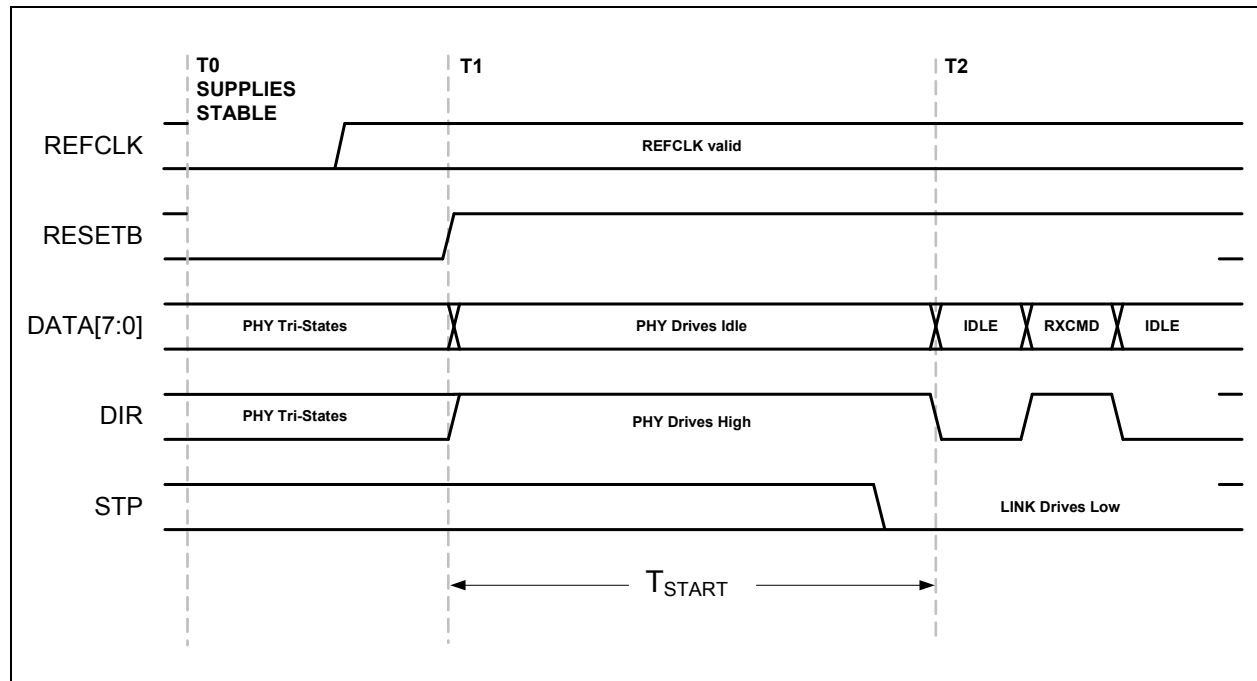 T0
SUPPLIES
STABLE
T1
T2
REFCLK
REFCLK valid
RESETB
DATA[7:0]
PHY Tri-States
PHY Drives Idle
IDLE
RXCMD
IDLE
DIR
PHY Tri-States
PHY Drives High
STP
LINK Drives Low
TSTART